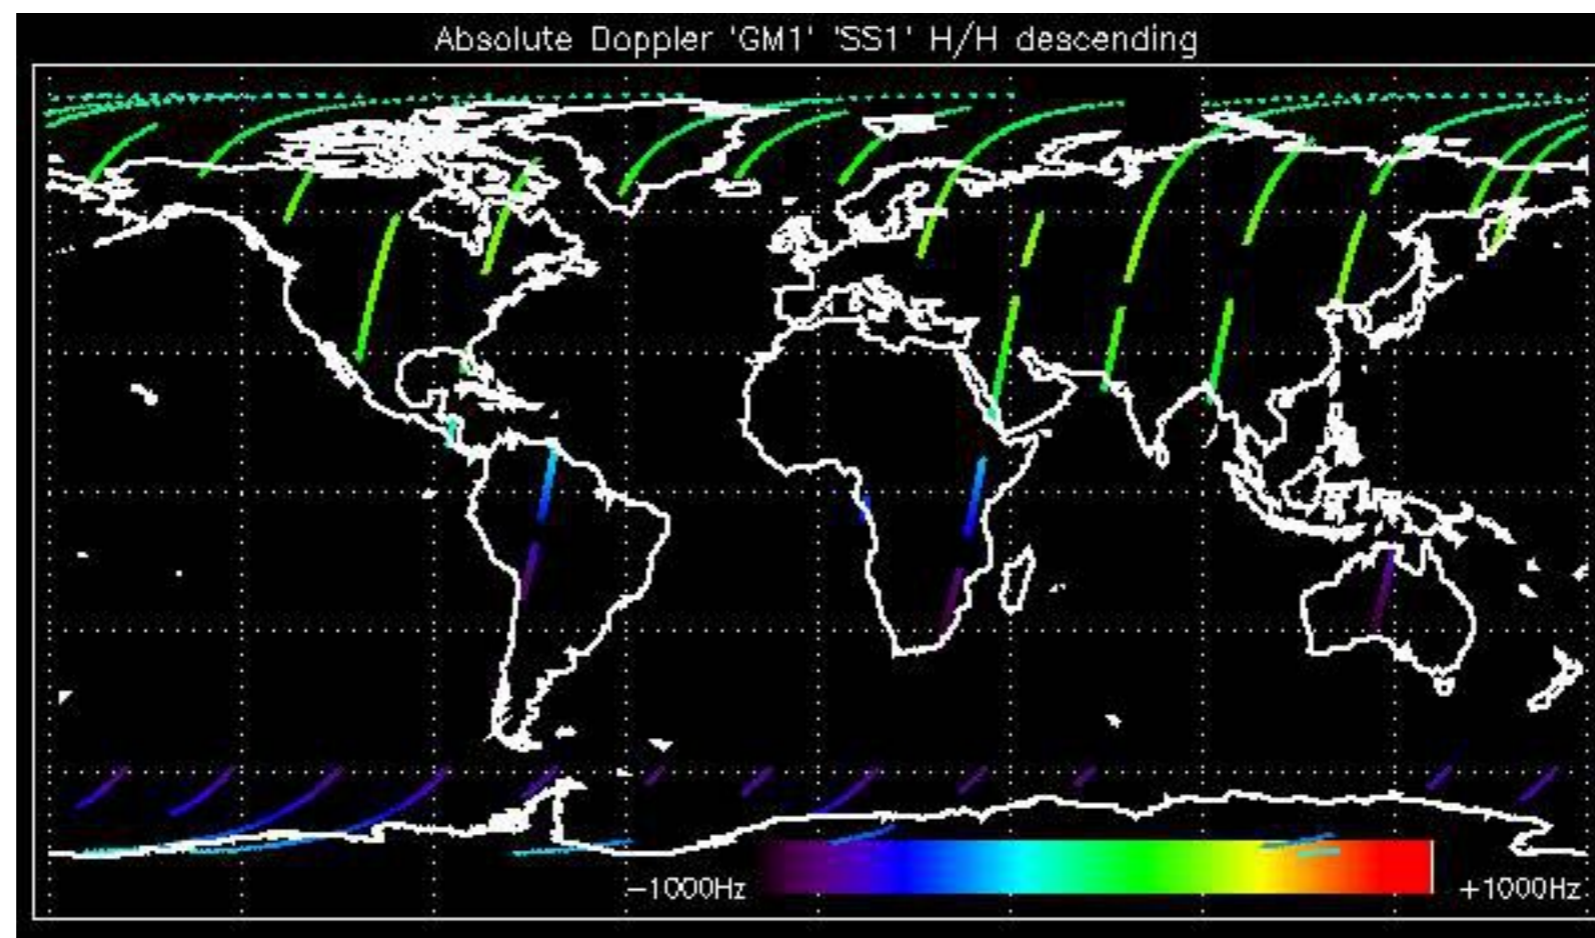 Absolute Doppler 'GM1' 'SS1' H/H descending
-1000Hz +1000Hz